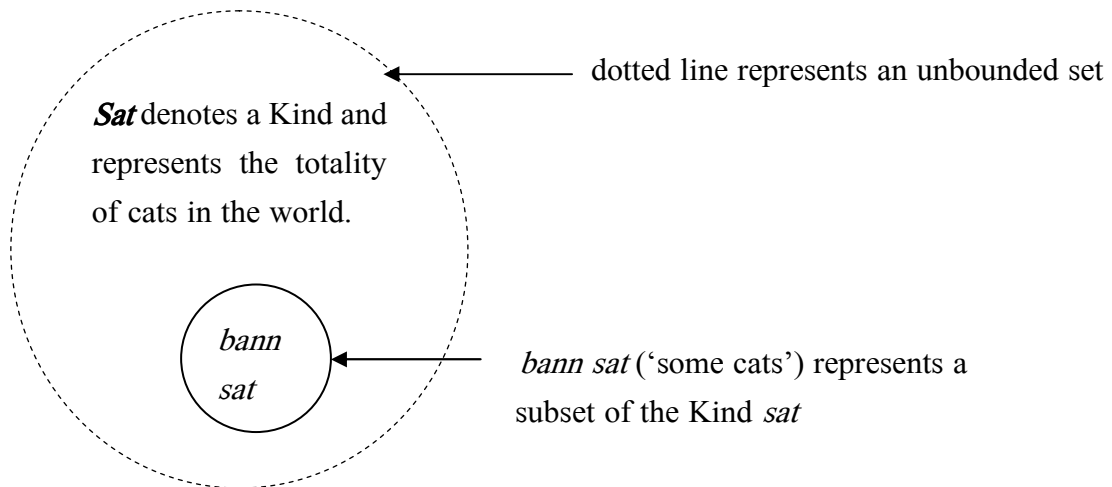 dotted line represents an unbounded set
Sat denotes a Kind and
represents the totality
of cats in the world.
bann
sat
bann sat (‘some cats’) represents a
subset of the Kind sat